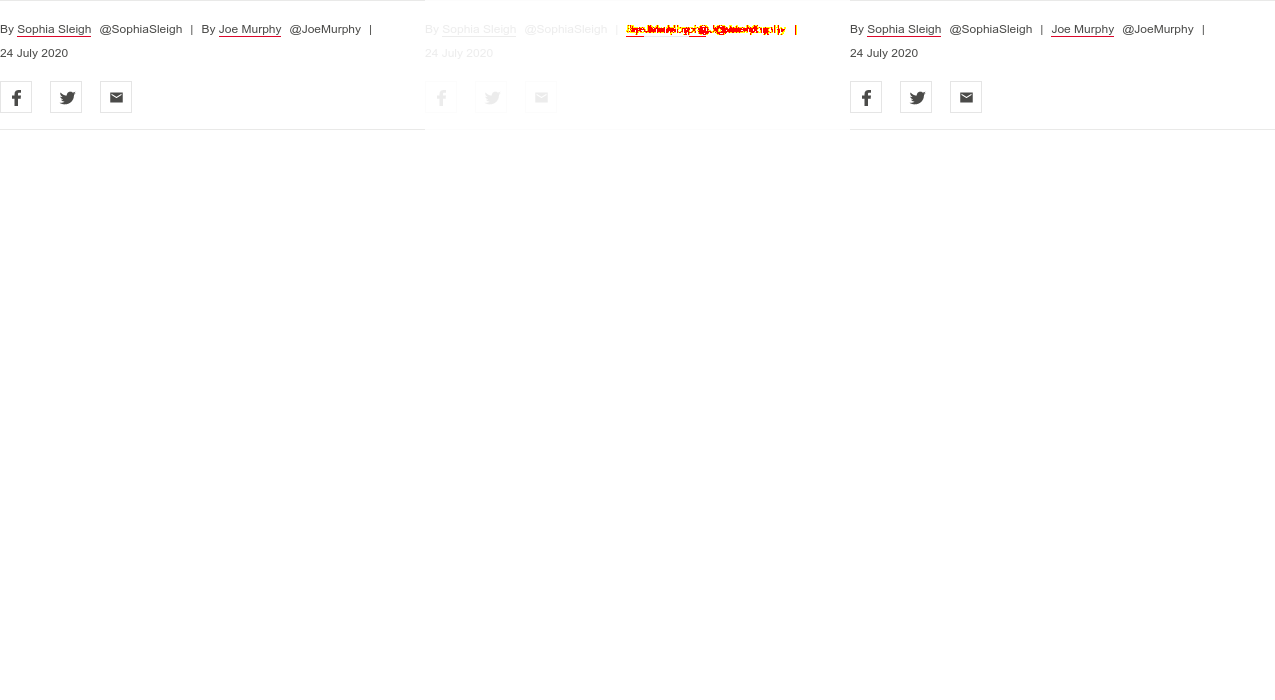 By Sophia Sleigh @SophiaSleigh | By Joe Murphy @JoeMurphy |
24 July 2020
By Sophia Sleigh @SophiaSleigh |
24 July 2020
By Sophia Sleigh @SophiaSleigh | Joe Murphy @JoeMurphy |
24 July 2020